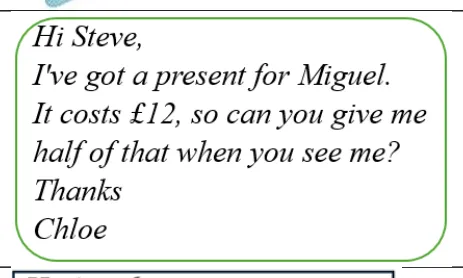 Hi Steve,
I've got a present for Miguel.
It costs £12, so can you give me
half of that when you see me?
Thanks
Chloe